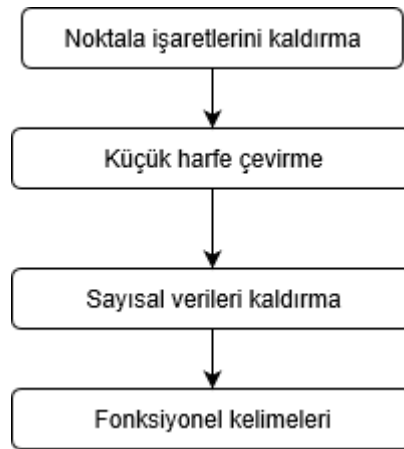 Noktala işaretlerini kaldırma
Küçük harfe çevirme
Sayısal verileri kaldırma
Fonksiyonel kelimeleri